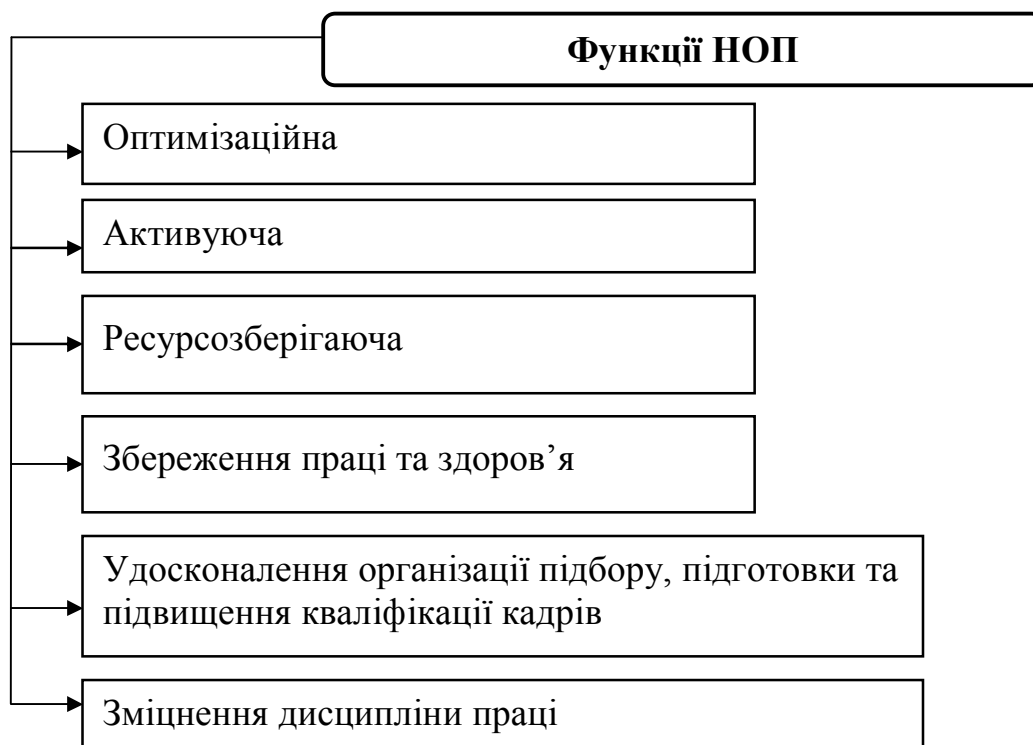 Функції НОП
Оптимізаційна
Активуюча
Ресурсозберігаюча
Збереження праці та здоров’я
Удосконалення організації підбору, підготовки та
підвищення кваліфікації кадрів
Зміцнення дисципліни праці